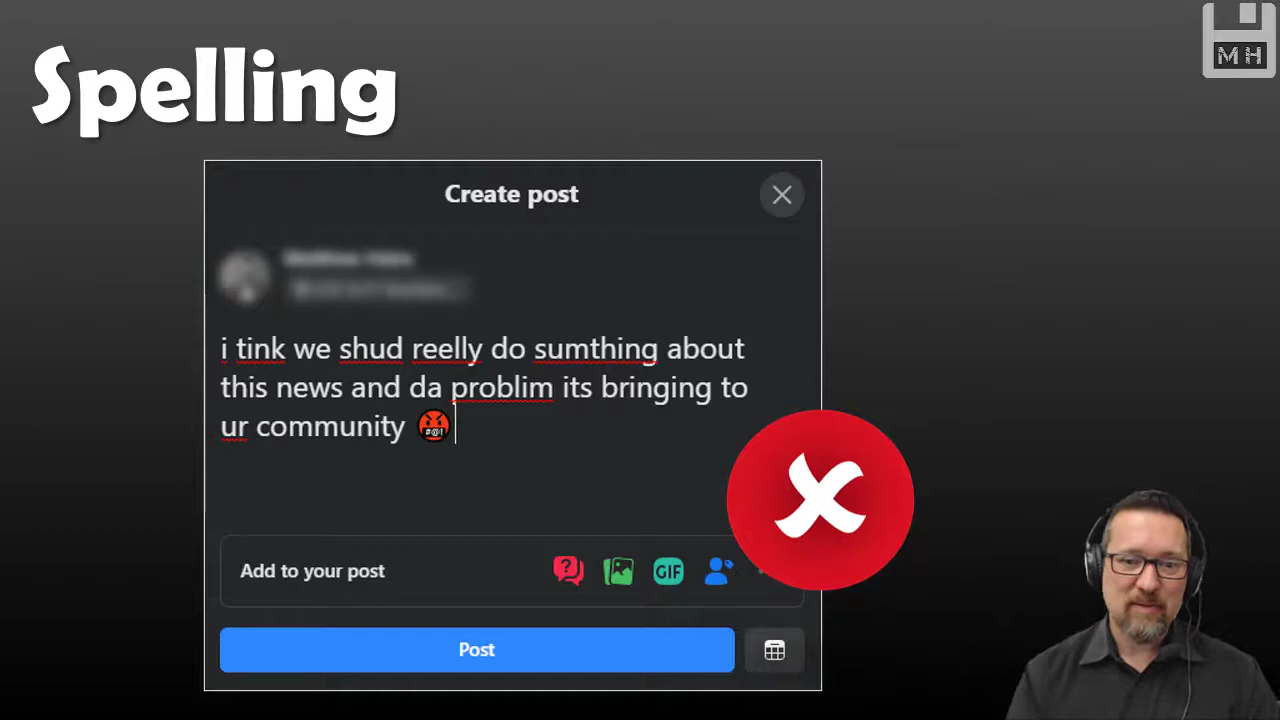 Spelling
MH
Create post
i tink we shud reelly do sumthing about
this news and da problim its bringing to
ur community 🤬
Add to your post
GIF
Post